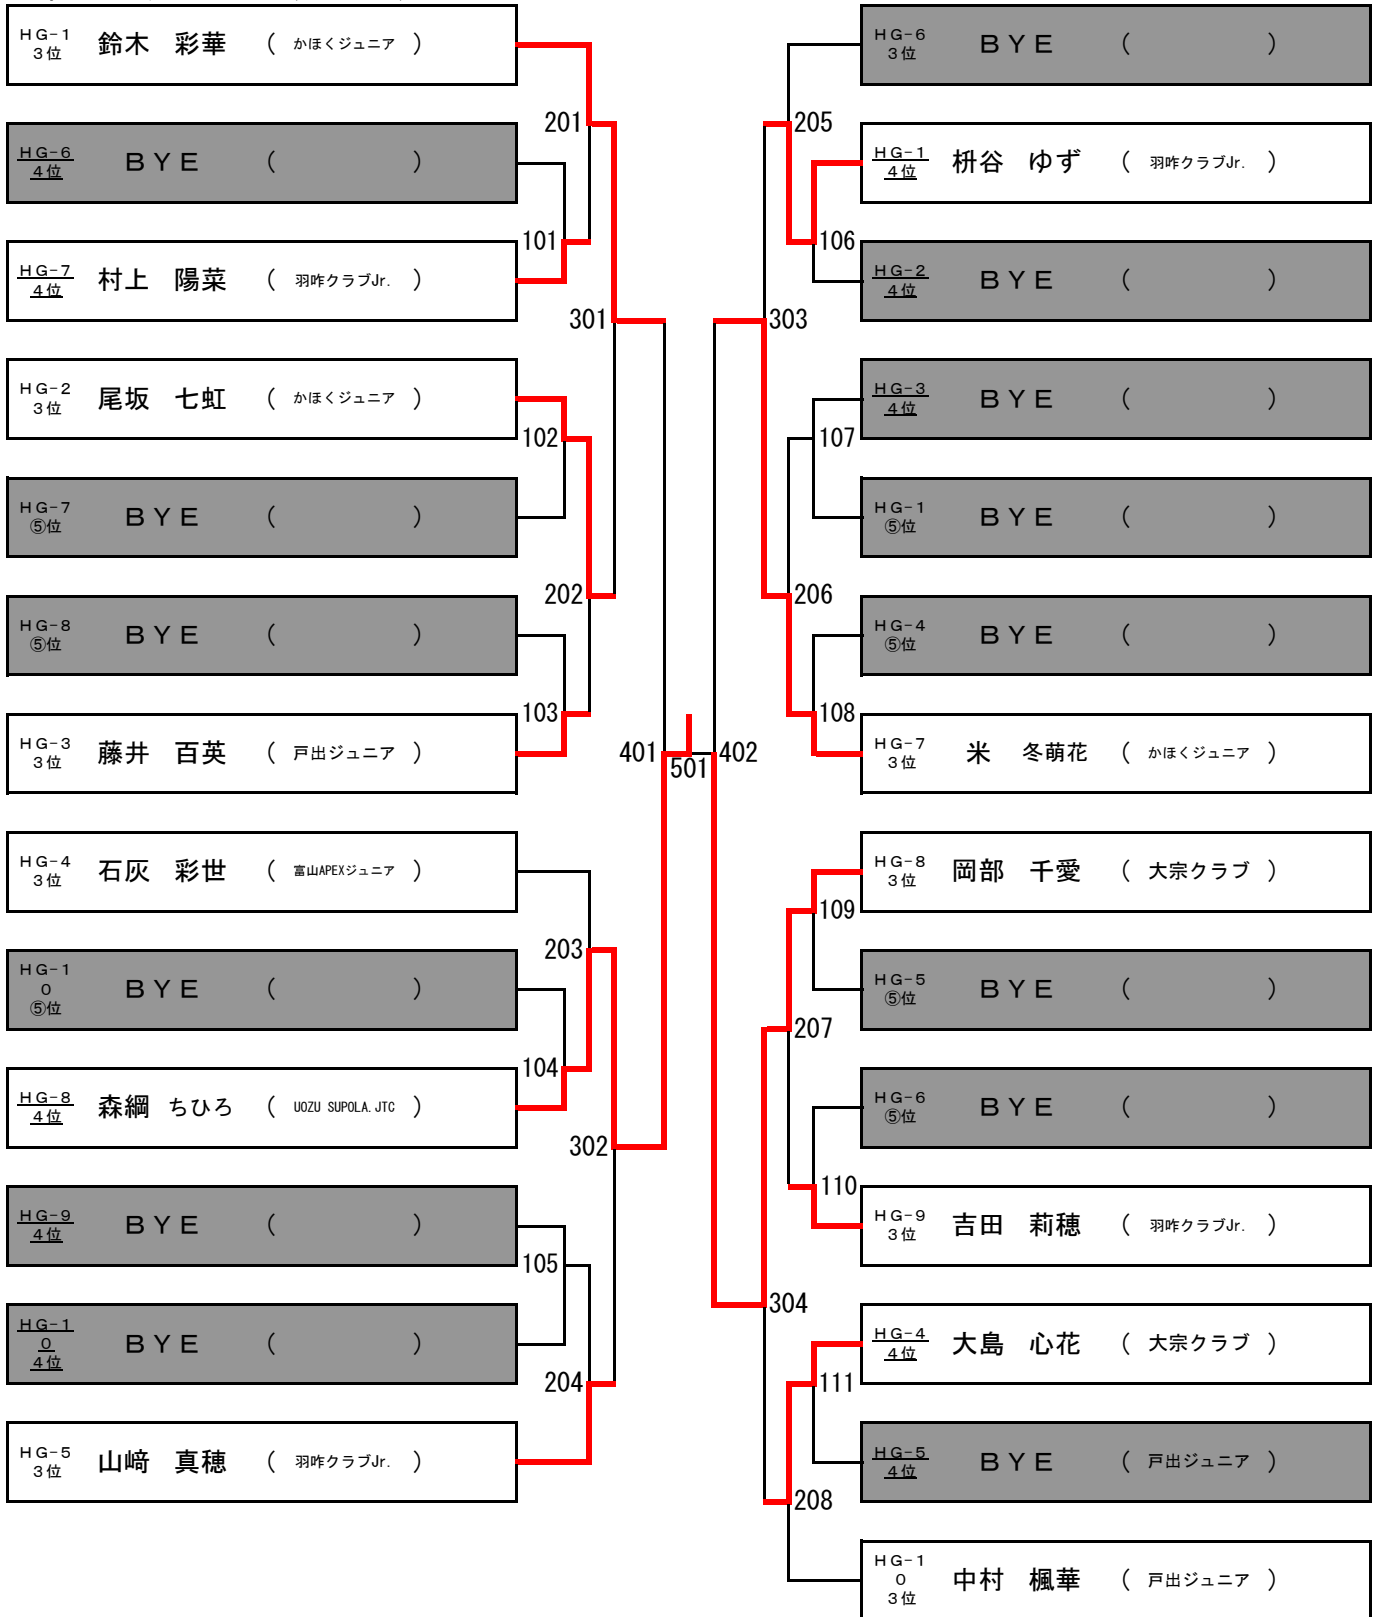 HG-1 3位 鈴木 彩華 ( かほくジュニア )
HG-6 4位 BYE ( )
HG-7 4位 村上 陽菜 ( 羽咋クラブJr. )
HG-2 3位 尾坂 七虹 ( かほくジュニア )
HG-7 ⑤位 BYE ( )
HG-8 ⑤位 BYE ( )
HG-3 3位 藤井 百英 ( 戸出ジュニア )
HG-4 3位 石灰 彩世 ( 富山APEXジュニア )
HG-1 0 ⑤位 BYE ( )
HG-8 4位 森綱 ちひろ ( UOZU SUPOLA.JTC )
HG-9 4位 BYE ( )
HG-1 0 4位 BYE ( )
HG-5 3位 山﨑 真穂 ( 羽咋クラブJr. )
201
101
301
102
202
103
203
104
302
105
204
401
501
402
205
106
303
107
206
108
109
207
110
304
111
208
HG-6 3位 BYE ( )
HG-1 4位 枡谷 ゆず ( 羽咋クラブJr. )
HG-2 4位 BYE ( )
HG-3 4位 BYE ( )
HG-1 ⑤位 BYE ( )
HG-4 ⑤位 BYE ( )
HG-7 3位 米 冬萌花 ( かほくジュニア )
HG-8 3位 岡部 千愛 ( 大宗クラブ )
HG-5 ⑤位 BYE ( )
HG-6 ⑤位 BYE ( )
HG-9 3位 吉田 莉穂 ( 羽咋クラブJr. )
HG-4 4位 大島 心花 ( 大宗クラブ )
HG-5 4位 BYE ( 戸出ジュニア )
HG-1 0 3位 中村 楓華 ( 戸出ジュニア )